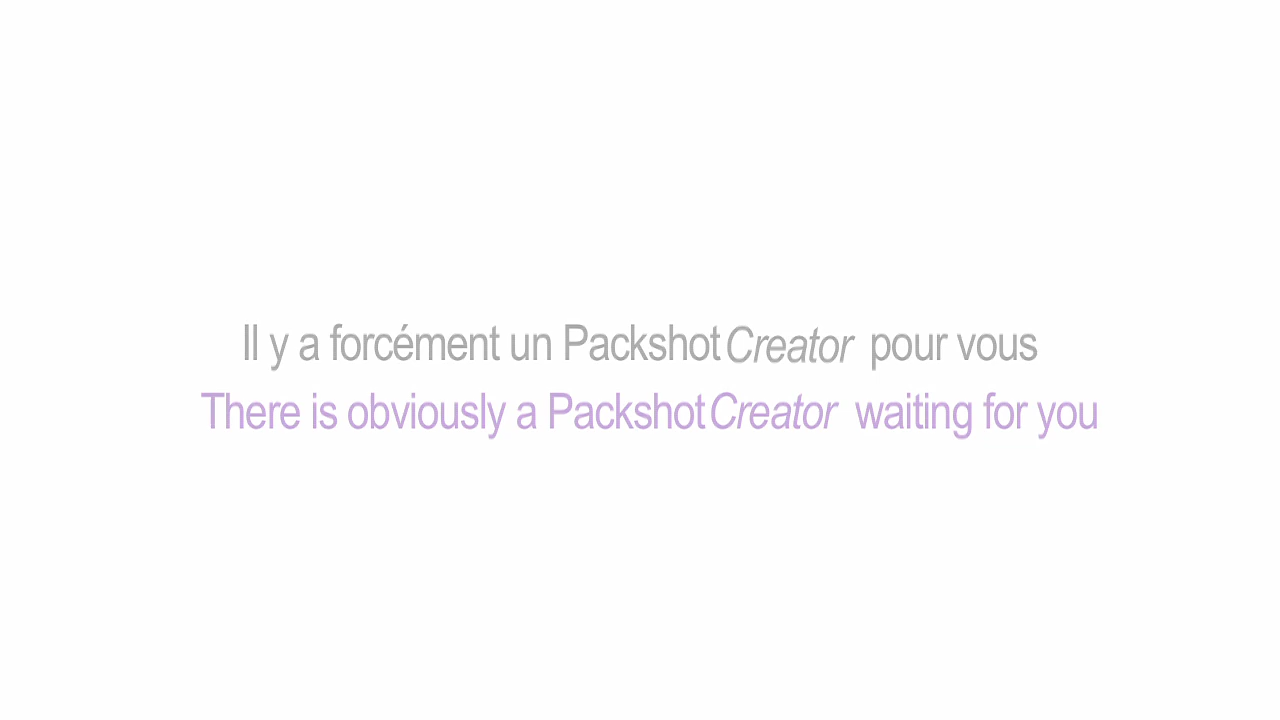 Il y a forcément un PackshotCreator pour vous
There is obviously a PackshotCreator waiting for you